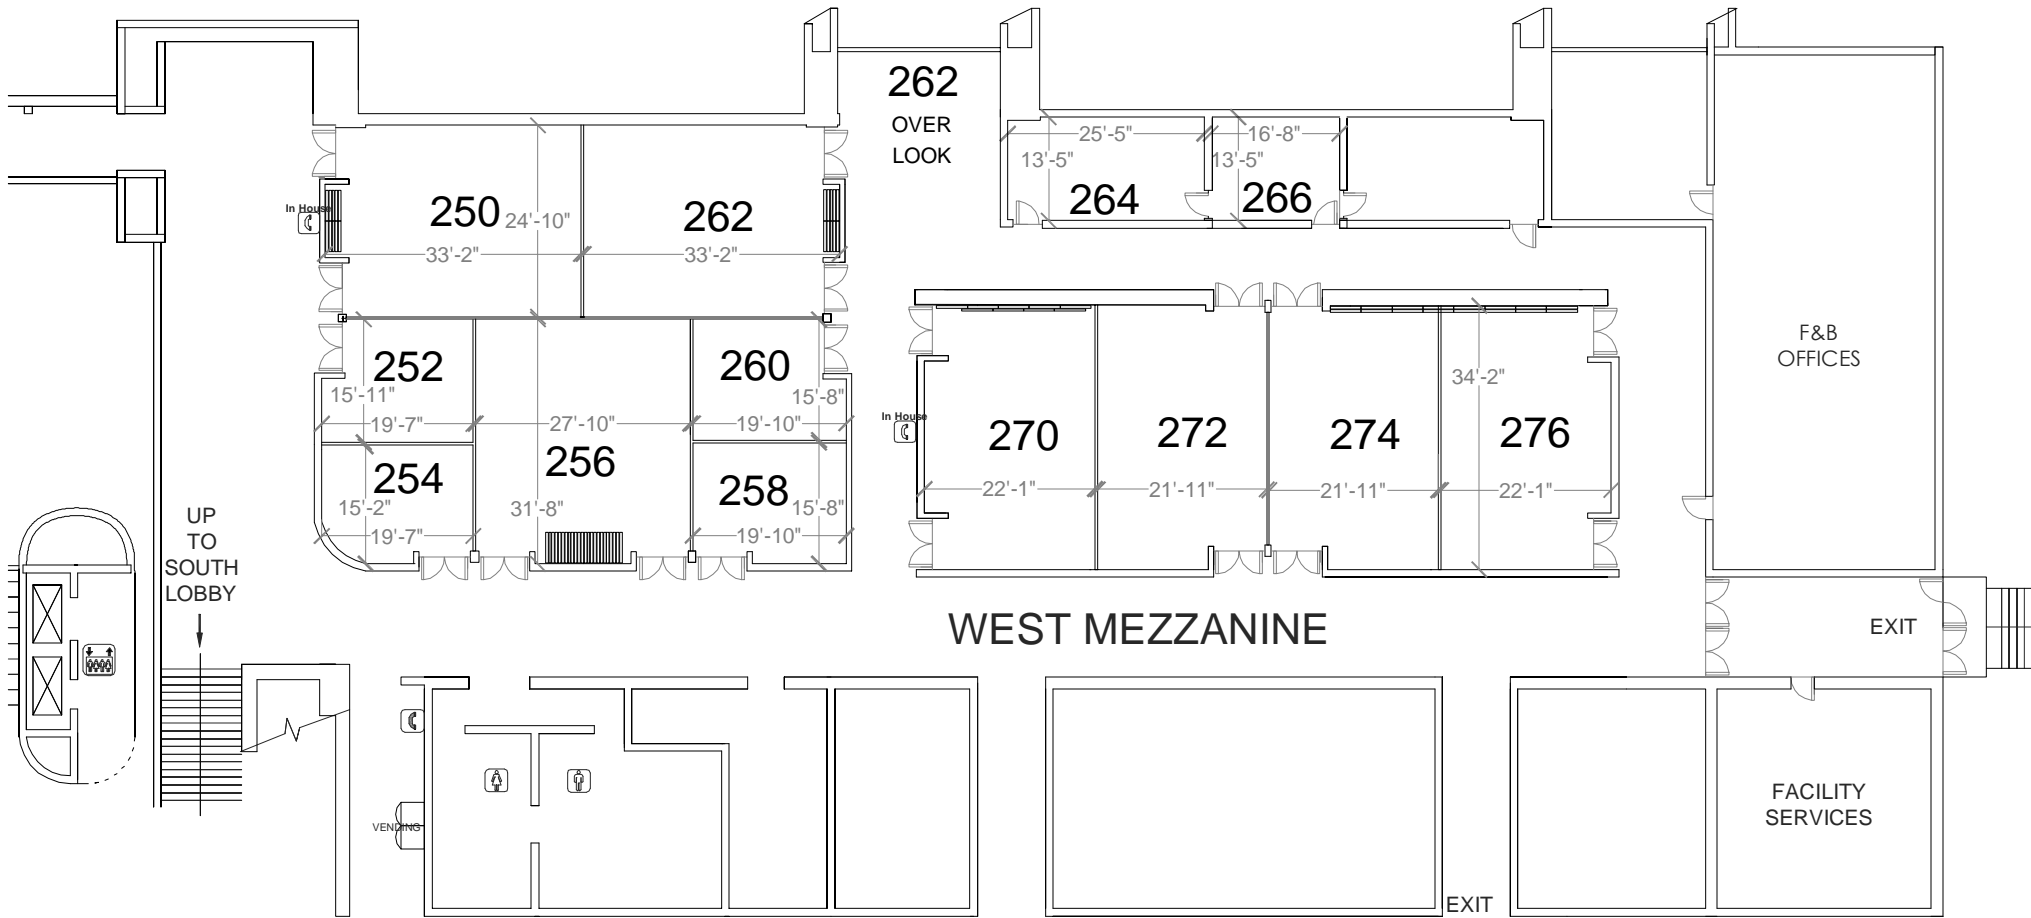 262
OVER
LOOK
25'-5"
16'-8"
13'-5"
13'-5"
264
266
In House
250
24'-10"
262
33'-2"
33'-2"
252
15'-11"
19'-7"
27'-10"
260
15'-8"
19'-10"
254
15'-2"
19'-7"
256
31'-8"
258
15'-8"
19'-10"
In House
270
22'-1"
272
21'-11"
274
21'-11"
34'-2"
276
22'-1"
F&B
OFFICES
UP
TO
SOUTH
LOBBY
WEST MEZZANINE
EXIT
VENDING
FACILITY
SERVICES
EXIT